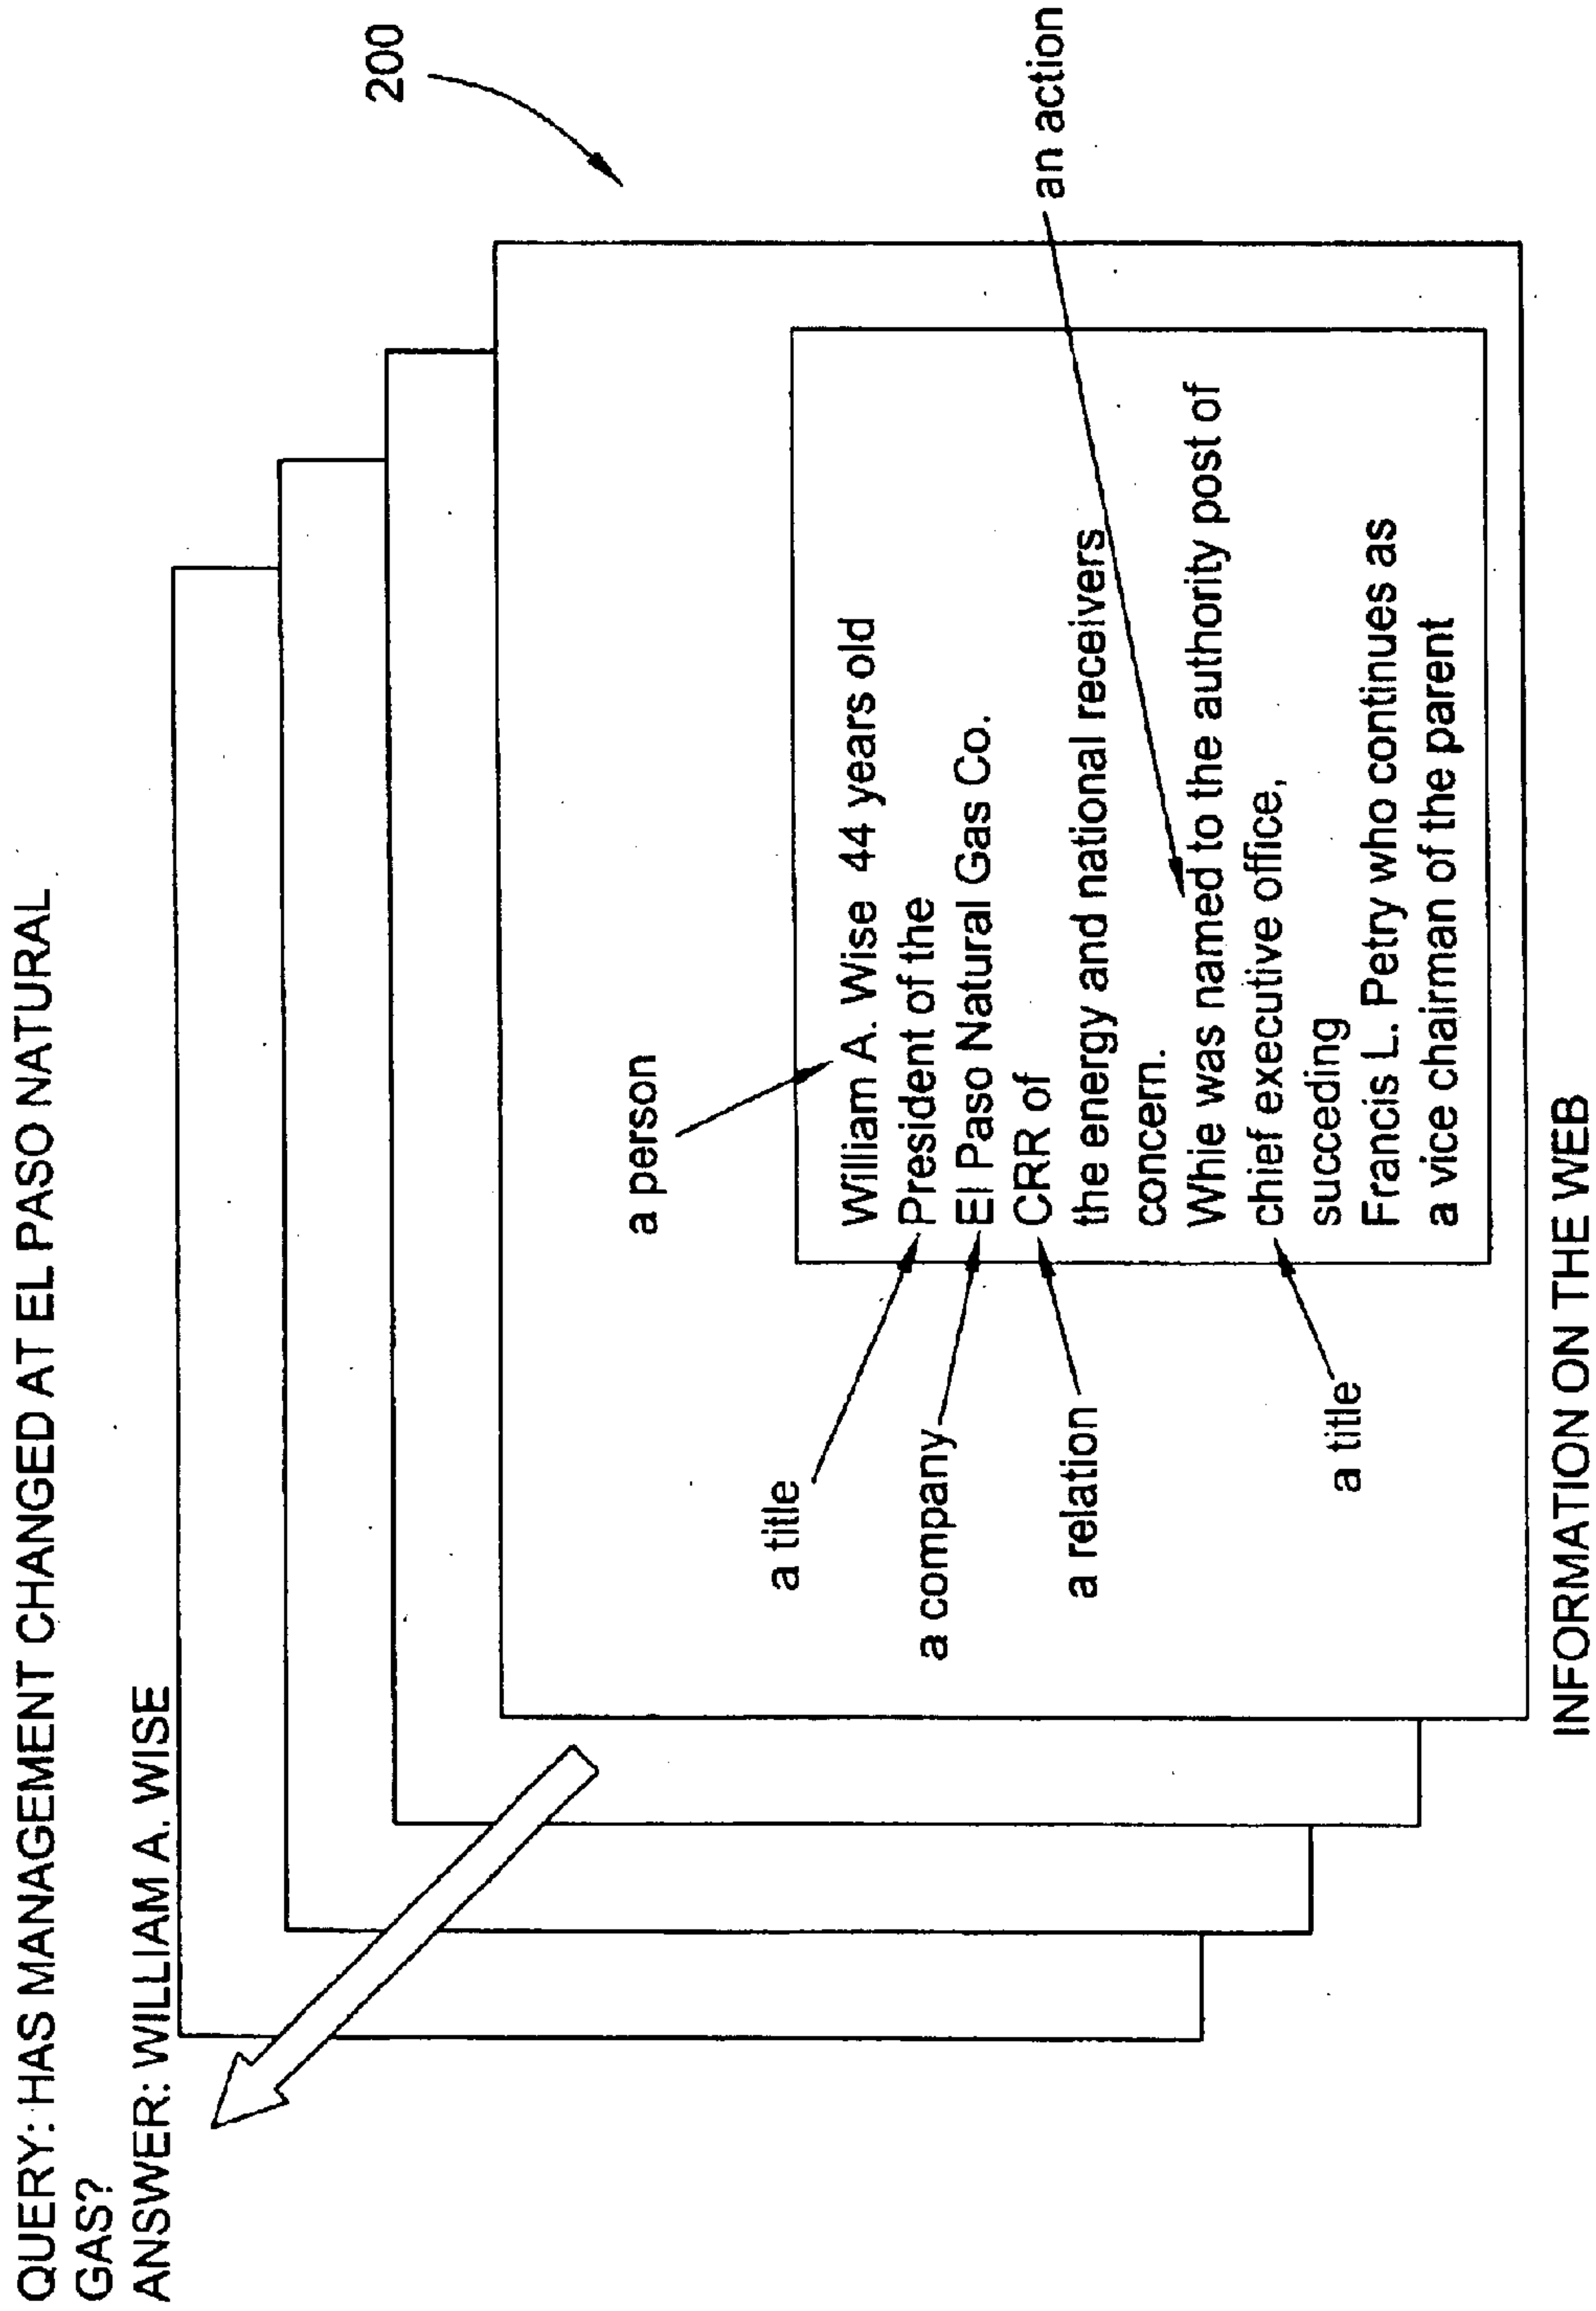 QUERY: HAS MANAGEMENT CHANGED AT EL PASO NATURAL
GAS?
ANSWER: WILLIAM A. WISE
200
a person
an action
a title
a company
a relation
a title
William A. Wise 44 years old
President of the
El Paso Natural Gas Co.
CRR of
the energy and national receivers
concern.
Whie was named to the authority post of
chief executive office,
succeding
Francis L. Petry who continues as
a vice chairman of the parent
INFORMATION ON THE WEB